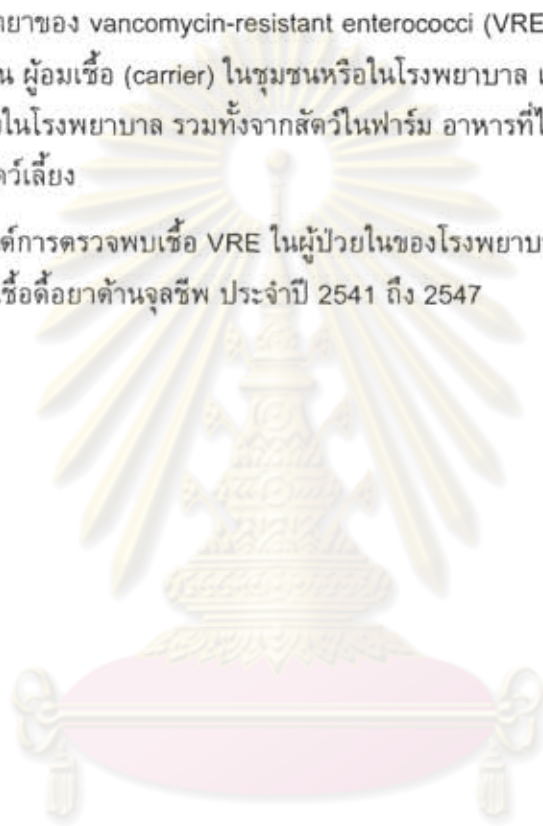 ทยาของ vancomycin-resistant enterococci (VRE
น ผู้อมเชื้อ (carrier) ในชุมชนหรือในโรงพยาบาล
ในโรงพยาบาล รวมทั้งจากสัตว์ในฟาร์ม อาหารที่ไ
ตว์เลี้ยง
ด์การตรวจพบเชื้อ VRE ในผู้ป่วยในของโรงพยาบ
เชื้อดื้อยาต้านจุลชีพ ประจำปี 2541 ถึง 2547